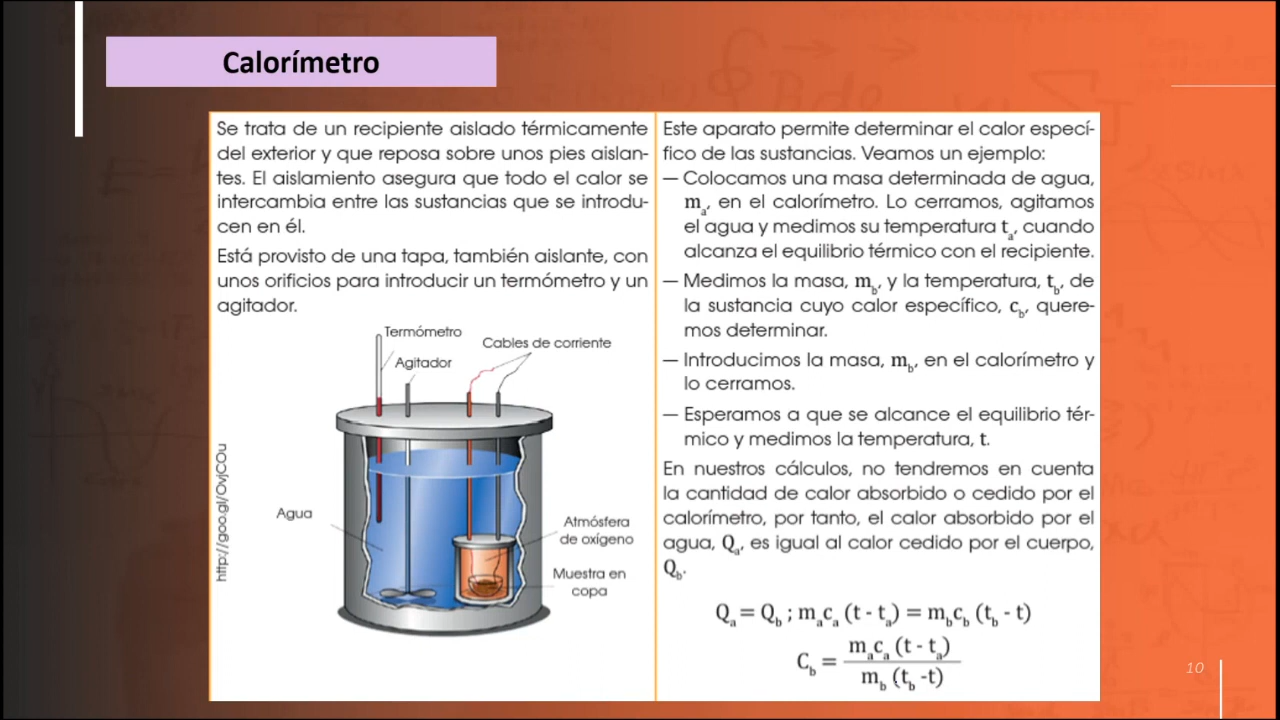 Calorímetro
Se trata de un recipiente aislado térmicamente
del exterior y que reposa sobre unos pies aislan-
tes. El aislamiento asegura que todo el calor se
intercambia entre las sustancias que se introdu-
cen en él.
Está provisto de una tapa, también aislante, con
unos orificios para introducir un termómetro y un
agitador.
Termómetro
Agitador
Cables de corriente
http://goo.gl/OvjCOu
Agua
Atmósfera
de oxígeno
Muestra en
copa
Este aparato permite determinar el calor especí-
fico de las sustancias. Veamos un ejemplo:
— Colocamos una masa determinada de agua,
mₐ, en el calorímetro. Lo cerramos, agitamos
el agua y medimos su temperatura tₐ, cuando
alcanza el equilibrio térmico con el recipiente.
— Medimos la masa, m_b, y la temperatura, t_b, de
la sustancia cuyo calor específico, c_b, quere-
mos determinar.
— Introducimos la masa, m_b, en el calorímetro y
lo cerramos.
— Esperamos a que se alcance el equilibrio tér-
mico y medimos la temperatura, t.
En nuestros cálculos, no tendremos en cuenta
la cantidad de calor absorbido o cedido por el
calorímetro, por tanto, el calor absorbido por el
agua, Qₐ, es igual al calor cedido por el cuerpo,
Q_b.
Qₐ = Q_b ; mₐcₐ (t - tₐ) = m_bc_b (t_b - t)
C_b = mₐcₐ (t - tₐ) / m_b (t_b -t)
10